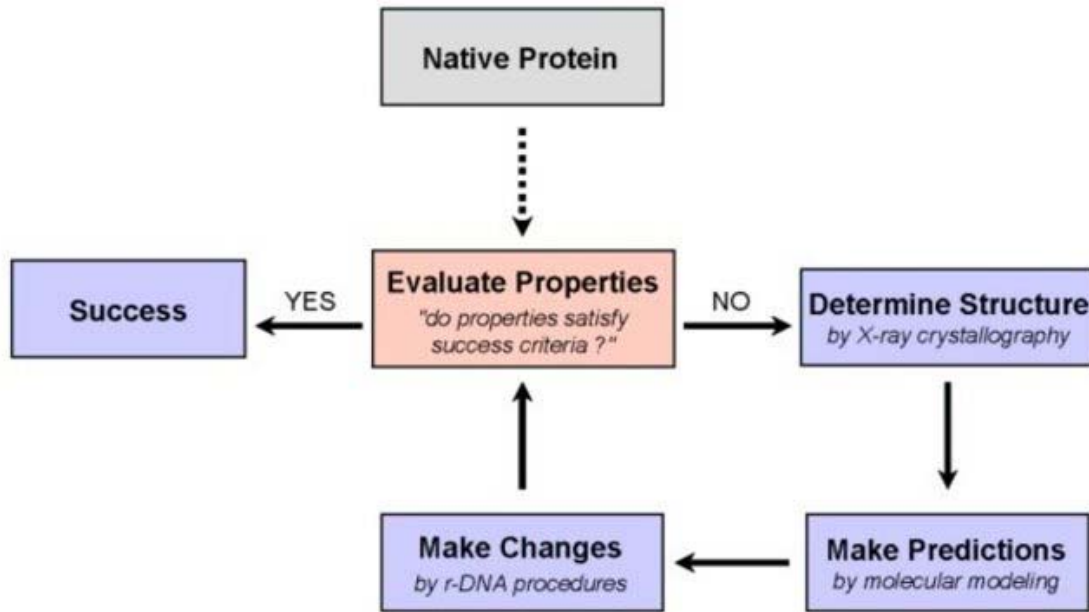 Native Protein
Success
YES
Evaluate Properties
"do properties satisfy
success criteria ?"
NO
Determine Structure
by X-ray crystallography
Make Changes
by r-DNA procedures
Make Predictions
by molecular modeling